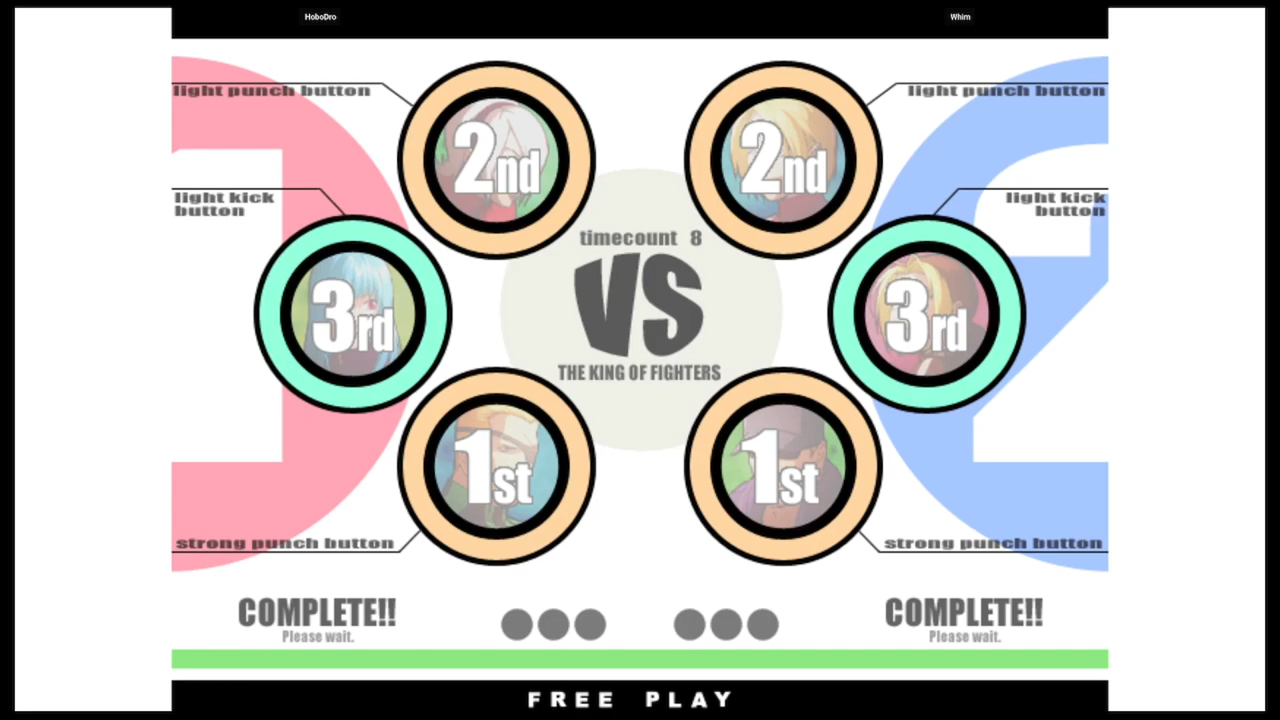 HoboDro
Whim
light punch button
light punch button
2nd
2nd
light kick
button
light kick
button
timecount 8
VS
THE KING OF FIGHTERS
3rd
3rd
1st
1st
strong punch button
strong punch button
COMPLETE!!
Please wait.
COMPLETE!!
Please wait.
FREE PLAY